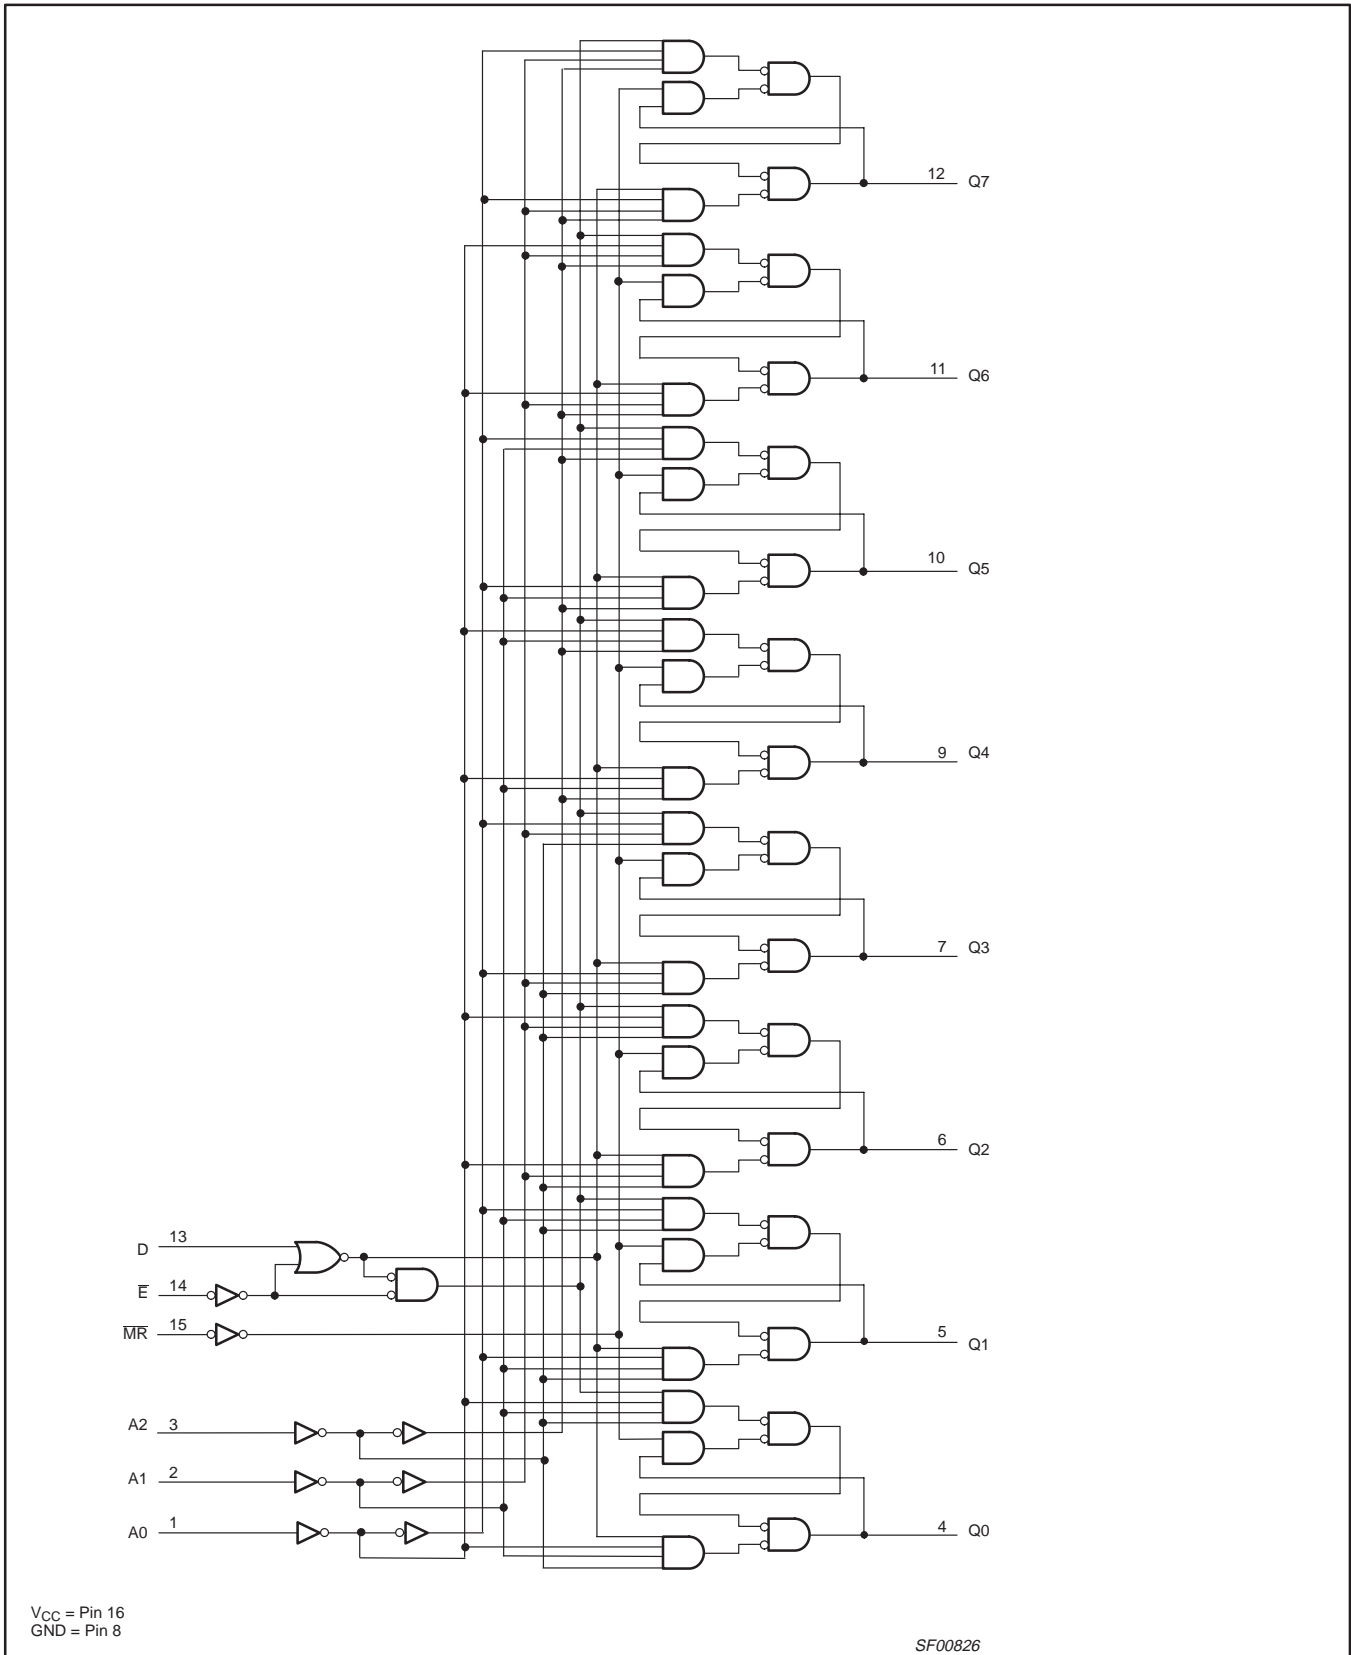 12 Q7
11 Q6
10 Q5
9 Q4
7 Q3
6 Q2
D 13
E̅ 14
M̅R̅ 15
5 Q1
A2 3
A1 2
A0 1
4 Q0
VCC = Pin 16
GND = Pin 8
SF00826